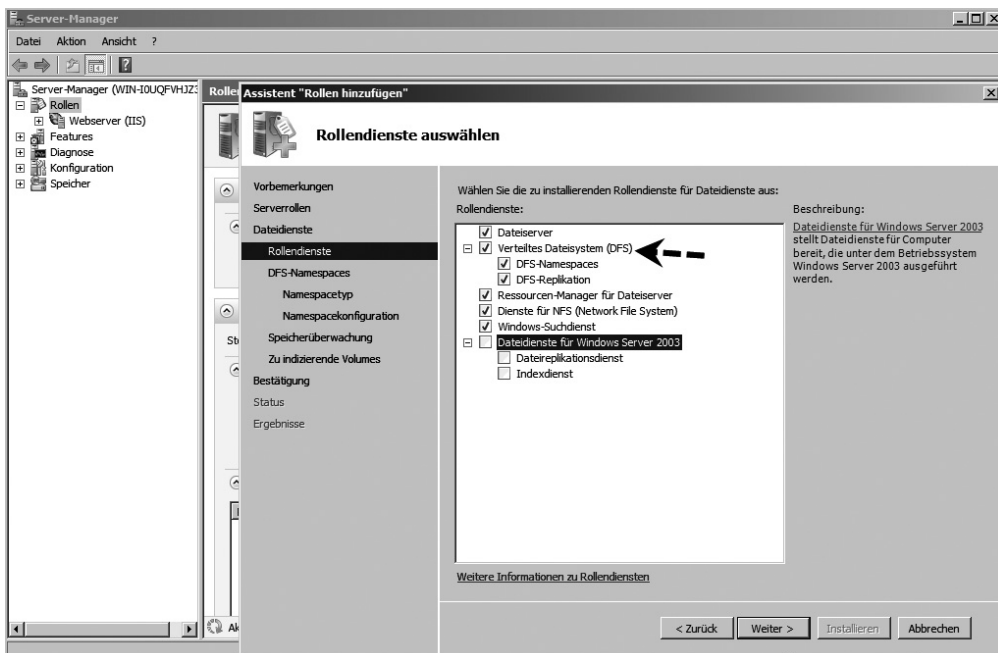 Server-Manager
Datei Aktion Ansicht ?
Server-Manager (WIN-I0UQFVHJZ3
Rollen
Webserver (IIS)
Features
Diagnose
Konfiguration
Speicher
Assistent "Rollen hinzufügen"
Rollendienste auswählen
Vorbemerkungen
Serverrollen
Dateidienste
Rollendienste
DFS-Namespaces
Namespacetyp
Namespacekonfiguration
Speicherüberwachung
Zu indizierende Volumes
Bestätigung
Status
Ergebnisse
Wählen Sie die zu installierenden Rollendienste für Dateidienste aus:
Rollendienste:
Dateiserver
Verteiltes Dateisystem (DFS)
DFS-Namespaces
DFS-Replikation
Ressourcen-Manager für Dateiserver
Dienste für NFS (Network File System)
Windows-Suchdienst
Dateidienste für Windows Server 2003
Dateireplikationsdienst
Indexdienst
Beschreibung:
Dateidienste für Windows Server 2003
stellt Dateidienste für Computer
bereit, die unter dem Betriebssystem
Windows Server 2003 ausgeführt
werden.
Weitere Informationen zu Rollendiensten
< Zurück Weiter > Installieren Abbrechen